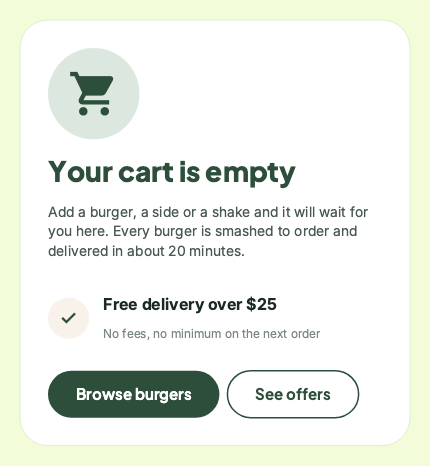 Your cart is empty
Add a burger, a side or a shake and it will wait for
you here. Every burger is smashed to order and
delivered in about 20 minutes.
Free delivery over $25
No fees, no minimum on the next order
Browse burgers
See offers